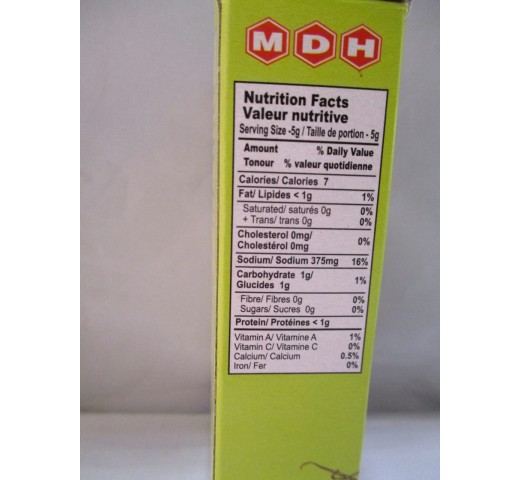 MDH
Nutrition Facts
Valeur nutritive
Serving Size -5g / Taille de portion - 5g
Amount % Daily Value
Tonour % valeur quotidienne
Calories/ Calories 7
Fat/ Lipides < 1g 1%
Saturated/ saturés 0g 0%
+ Trans/ trans 0g 0%
Cholesterol 0mg/
Cholestérol 0mg 0%
Sodium/ Sodium 375mg 16%
Carbohydrate 1g/
Glucides 1g 1%
Fibre/ Fibres 0g 0%
Sugars/ Sucres 0g 0%
Protein/ Protéines < 1g
Vitamin A/ Vitamine A 1%
Vitamin C/ Vitamine C 0%
Calcium/ Calcium 0.5%
Iron/ Fer 0%